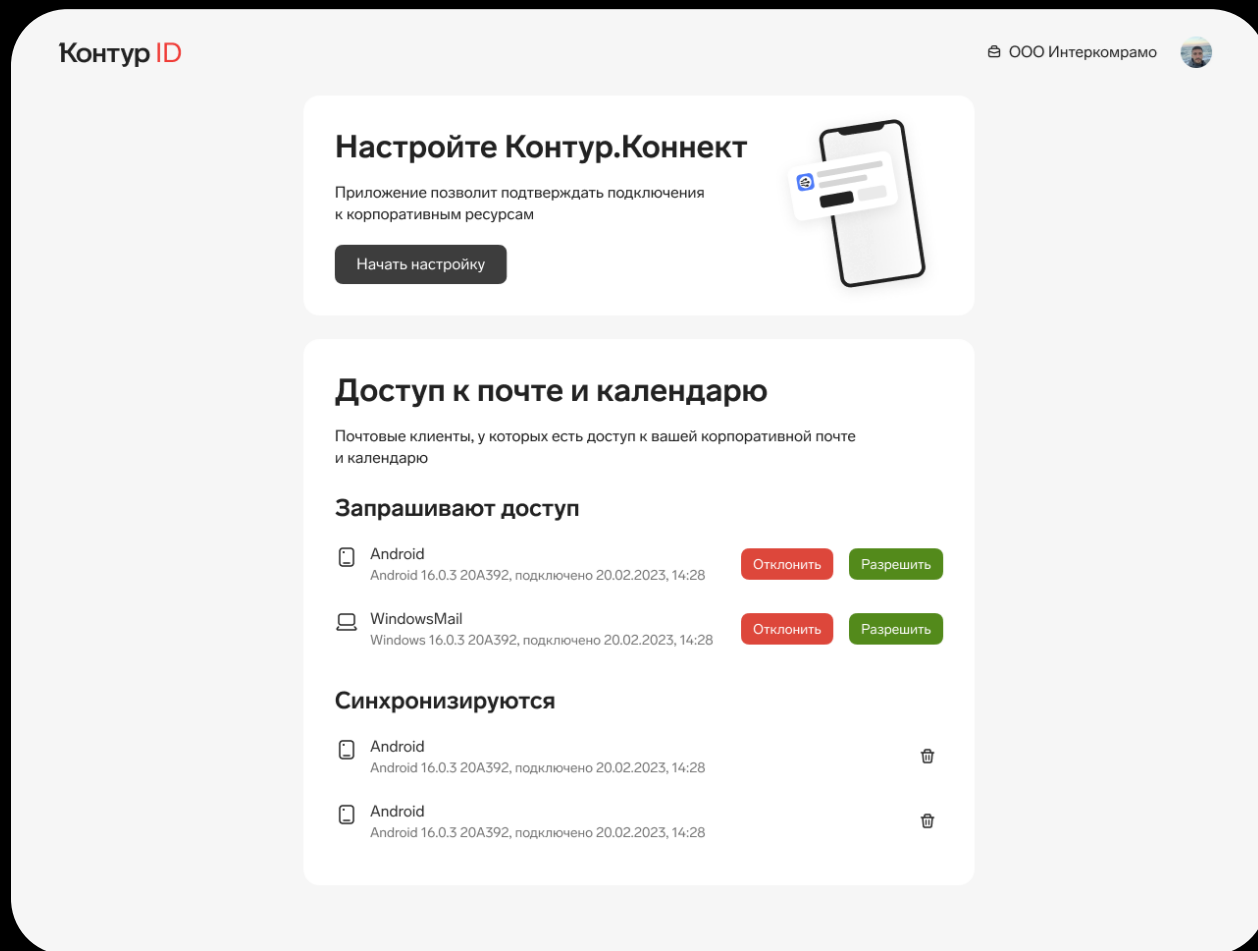 Контур ID
ООО Интеркомрамо
Настройте Контур.Коннект
Приложение позволит подтверждать подключения
к корпоративным ресурсам
Начать настройку
Доступ к почте и календарю
Почтовые клиенты, у которых есть доступ к вашей корпоративной почте
и календарю
Запрашивают доступ
Android
Android 16.0.3 20A392, подключено 20.02.2023, 14:28
Отклонить
Разрешить
WindowsMail
Windows 16.0.3 20A392, подключено 20.02.2023, 14:28
Отклонить
Разрешить
Синхронизируются
Android
Android 16.0.3 20A392, подключено 20.02.2023, 14:28
Android
Android 16.0.3 20A392, подключено 20.02.2023, 14:28